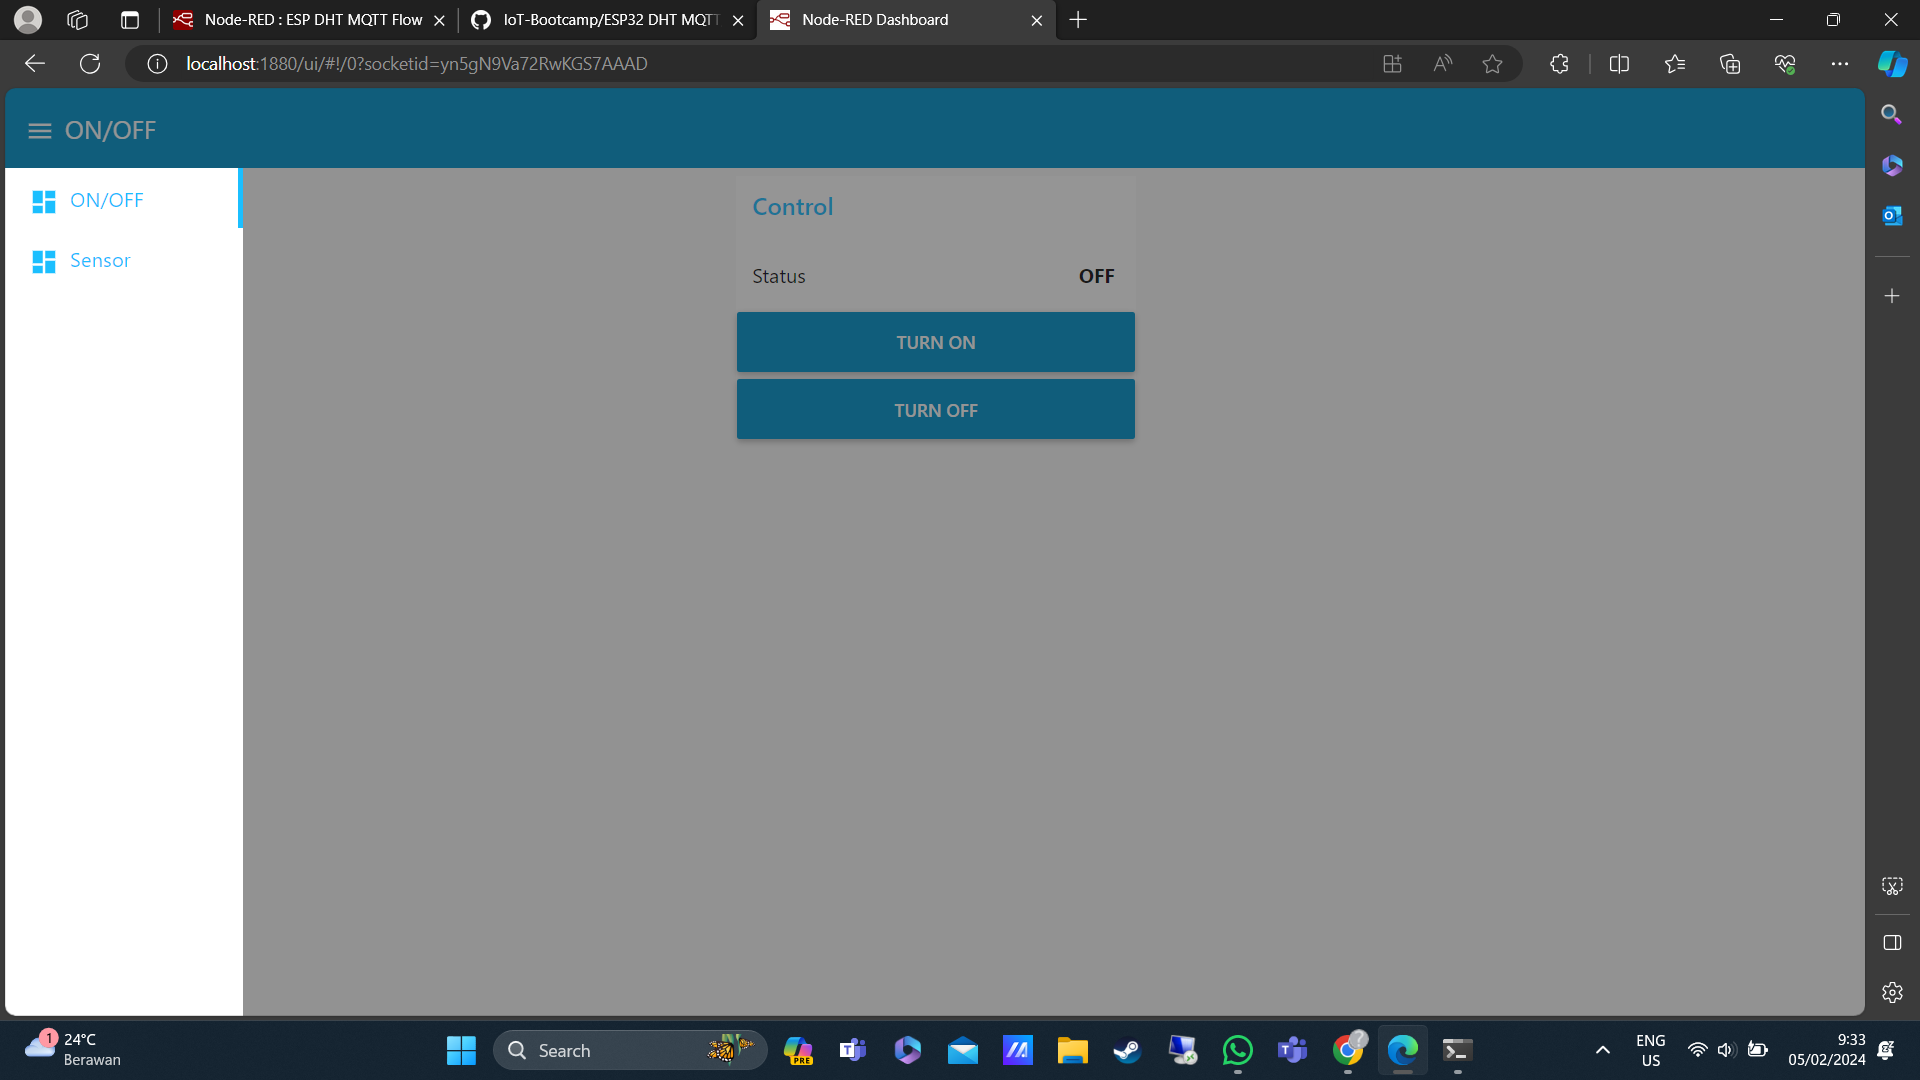 Node-RED : ESP DHT MQTT Flow
IoT-Bootcamp/ESP32 DHT MQTT
Node-RED Dashboard
localhost:1880/ui/#!/0?socketid=yn5gN9Va72RwKGS7AAAD
ON/OFF
ON/OFF
Sensor
Control
Status OFF
TURN ON
TURN OFF
1
24°C
Berawan
Search
PRE
ENG
US
9:33
05/02/2024